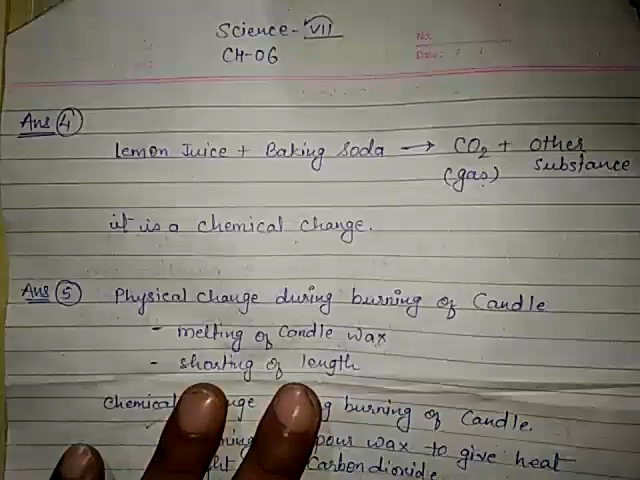 Science - VII
CH-06
No.
Date: / /
Ans 4
Lemon Juice + Baking Soda → CO2 + Other
(gas) Substance
it is a chemical change.
Ans 5 Physical change during burning of Candle
- melting of Candle wax
- shorting of length
Chemical burning of Candle.
wax to give heat
Carbondioxide